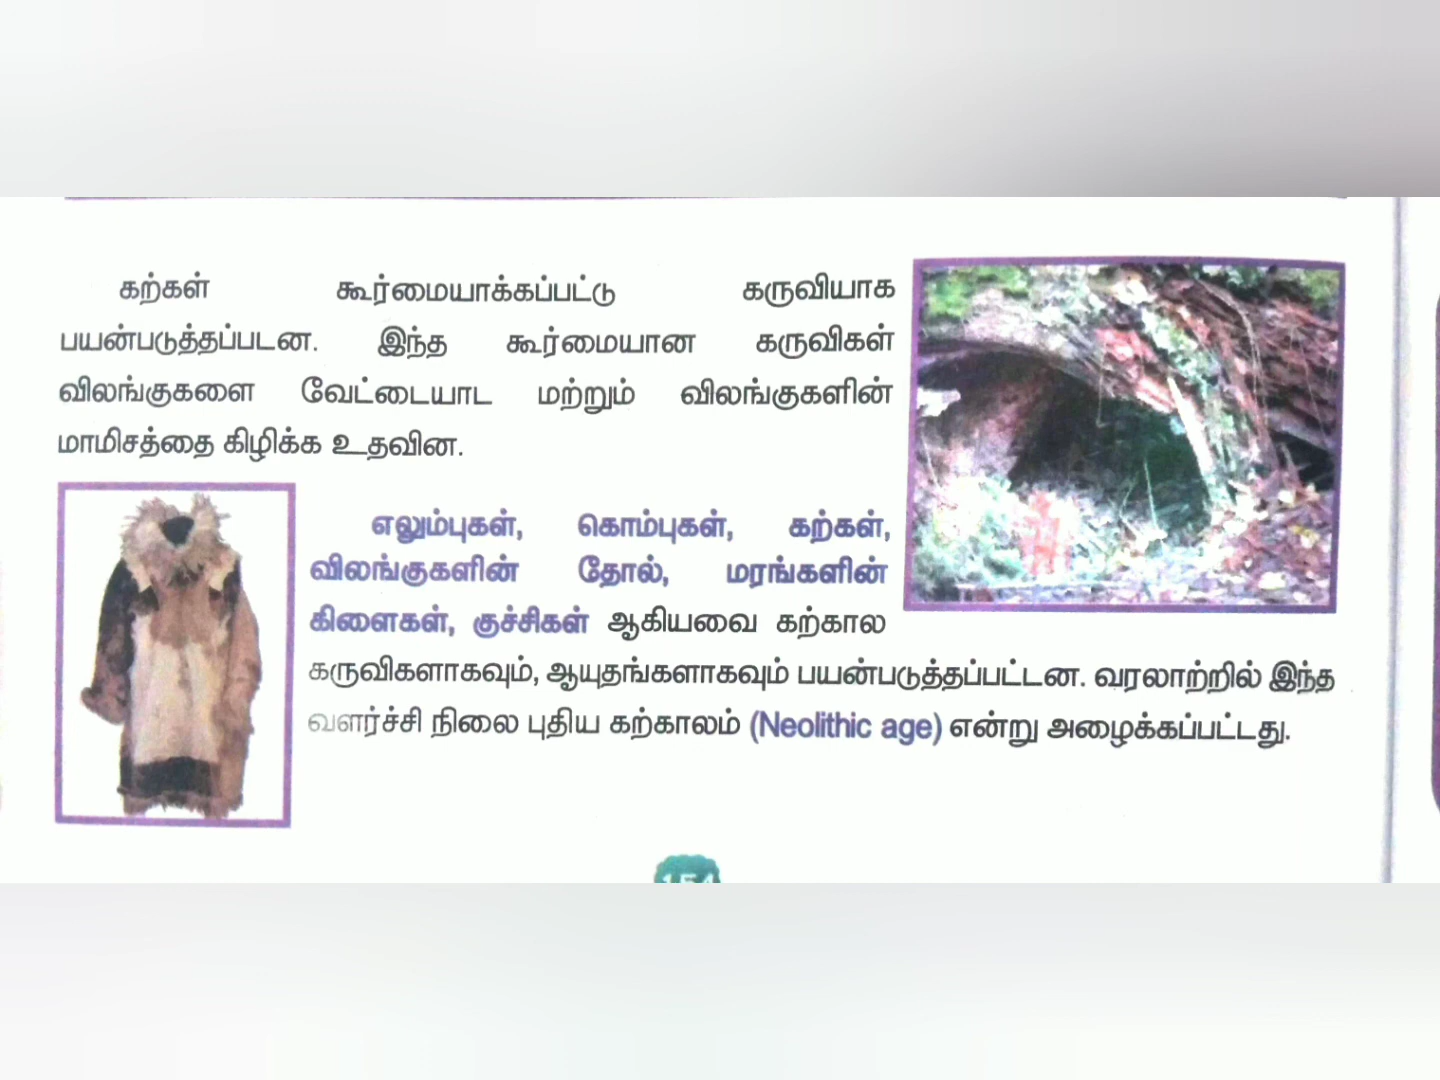 கற்கள் கூர்மையாக்கப்பட்டு கருவியாக
பயன்படுத்தப்படன. இந்த கூர்மையான கருவிகள்
விலங்குகளை வேட்டையாட மற்றும் விலங்குகளின்
மாமிசத்தை கிழிக்க உதவின.
எலும்புகள், கொம்புகள், கற்கள்,
விலங்குகளின் தோல், மரங்களின்
கிளைகள், குச்சிகள் ஆகியவை கற்கால
கருவிகளாகவும், ஆயுதங்களாகவும் பயன்படுத்தப்பட்டன. வரலாற்றில் இந்த
வளர்ச்சி நிலை புதிய கற்காலம் (Neolithic age) என்று அழைக்கப்பட்டது.